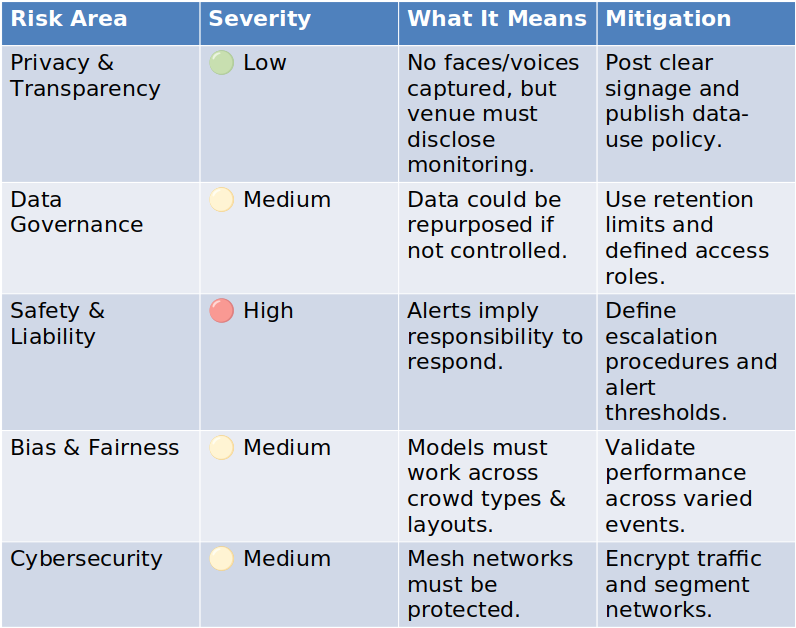 Risk Area Severity What It Means Mitigation
Privacy &
Transparency
Low
No faces/voices
captured, but
venue must
disclose
monitoring.
Post clear
signage and
publish data-
use policy.
Data
Governance
Medium
Data could be
repurposed if
not controlled.
Use retention
limits and
defined access
roles.
Safety &
Liability
High
Alerts imply
responsibility to
respond.
Define
escalation
procedures and
alert
thresholds.
Bias & Fairness
Medium
Models must
work across
crowd types &
layouts.
Validate
performance
across varied
events.
Cybersecurity
Medium
Mesh networks
must be
protected.
Encrypt traffic
and segment
networks.